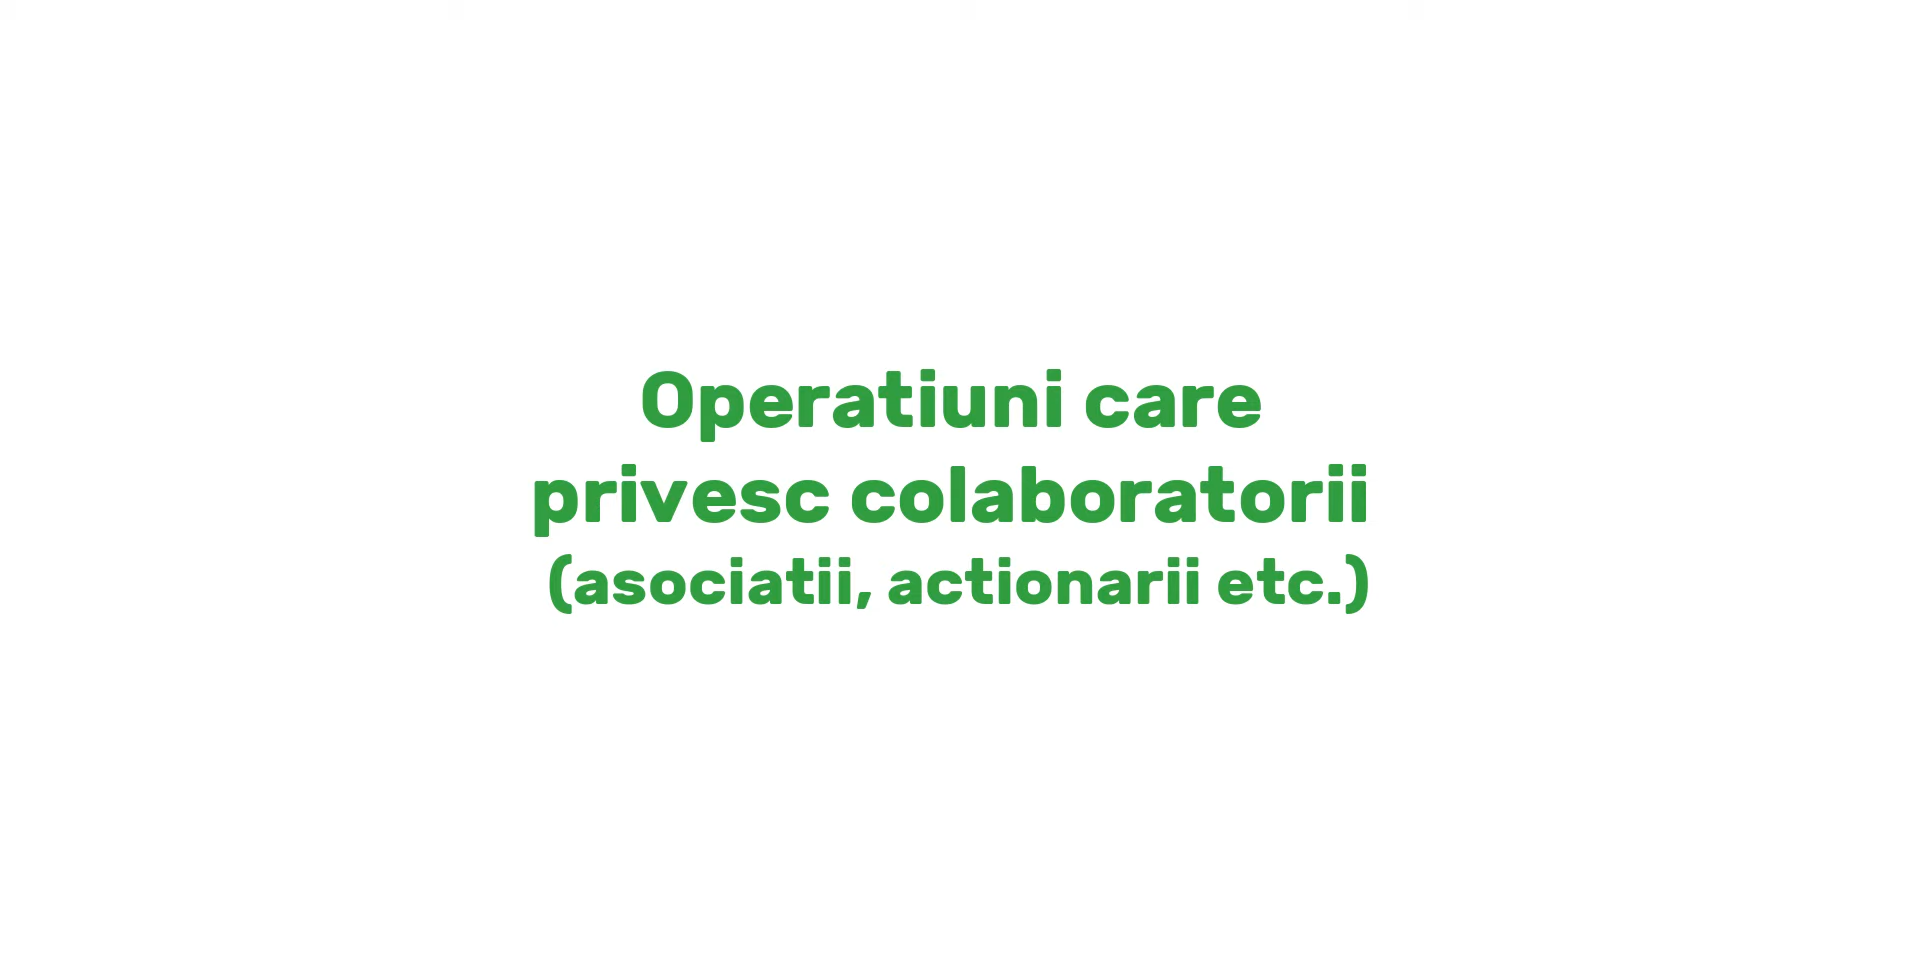 Operatiuni care
privesc colaboratorii
(asociatii, actionarii etc.)